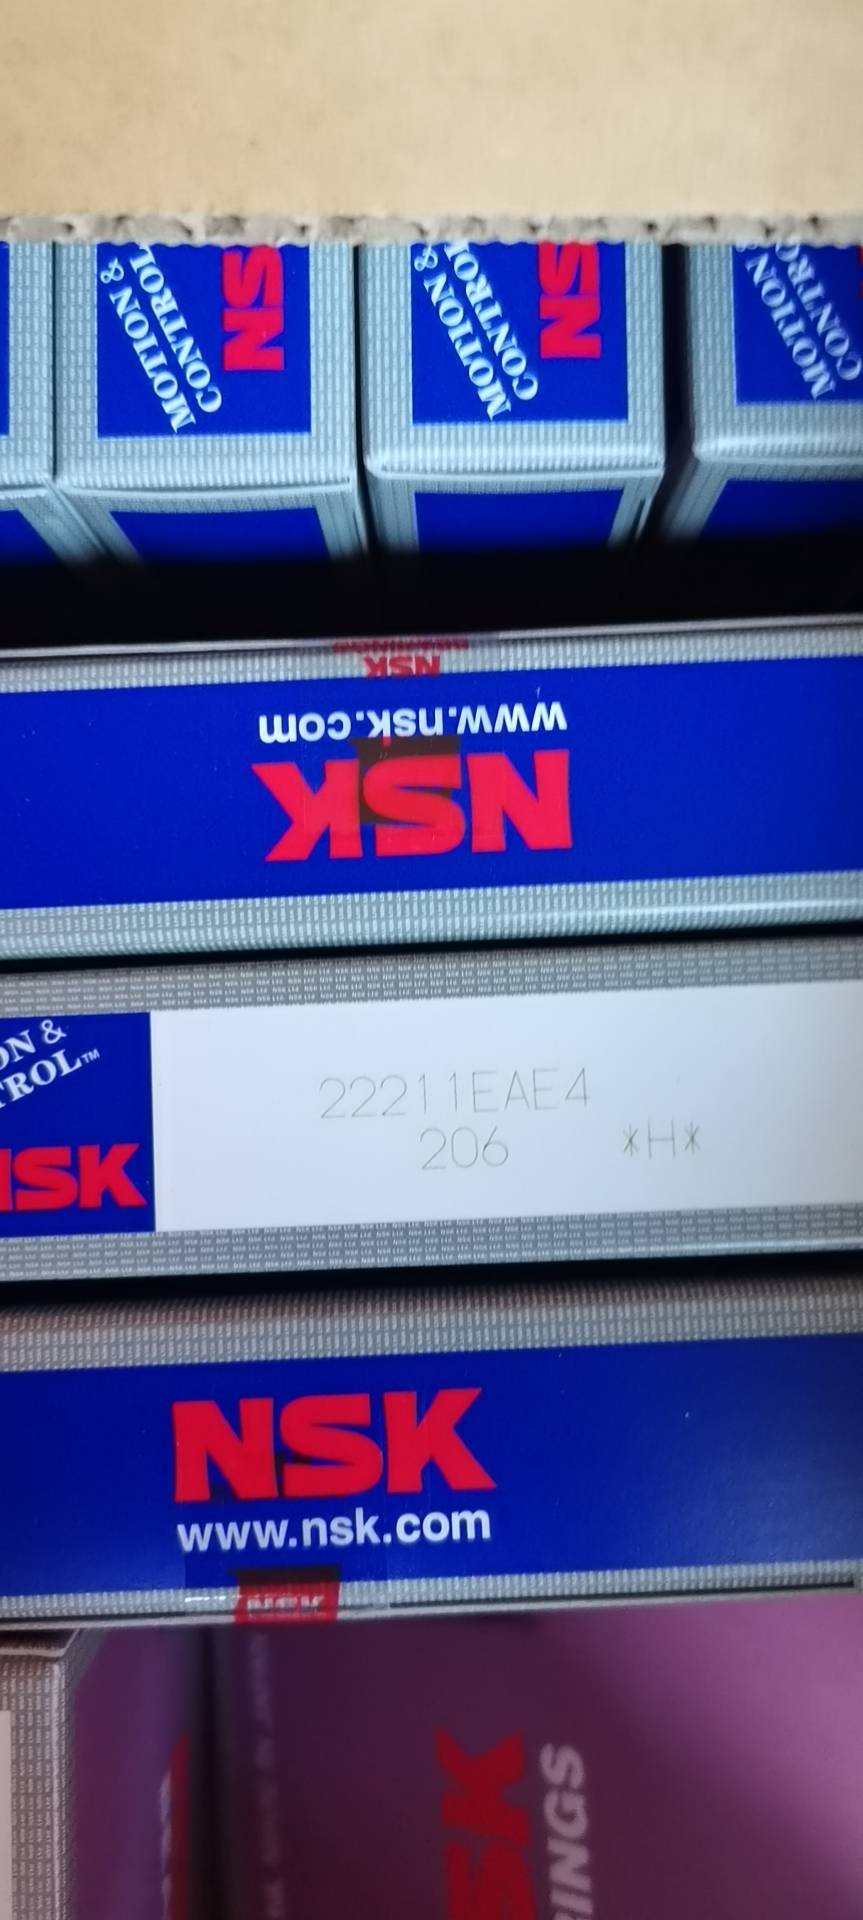 MOTION &
CONTROL
NSK
MOTION &
CONTROL
NSK
MOTION &
CONTROL
NSK
www.nsk.com
NSK
ON &
TROL™
NSK
22211EAE4
206 *H*
NSK
www.nsk.com
NSK
SK
INGS